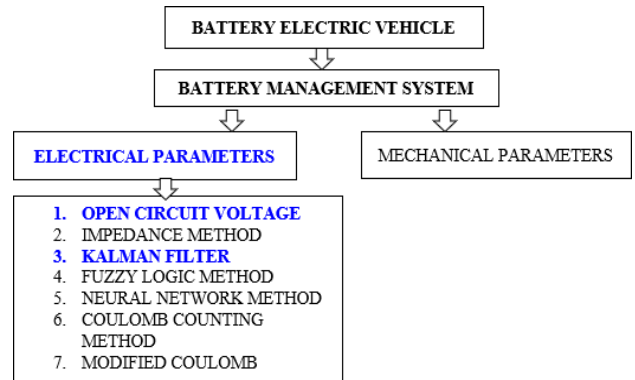 BATTERY ELECTRIC VEHICLE
BATTERY MANAGEMENT SYSTEM
ELECTRICAL PARAMETERS
MECHANICAL PARAMETERS
1. OPEN CIRCUIT VOLTAGE
2. IMPEDANCE METHOD
3. KALMAN FILTER
4. FUZZY LOGIC METHOD
5. NEURAL NETWORK METHOD
6. COULOMB COUNTING
METHOD
7. MODIFIED COULOMB